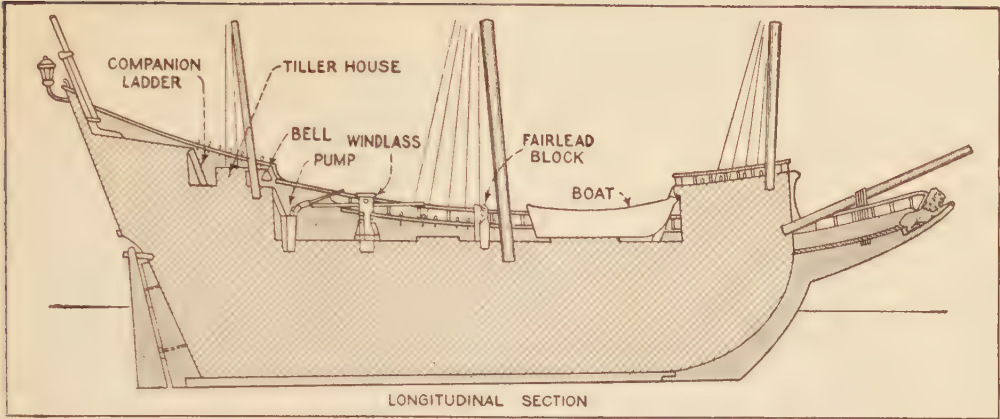 COMPANION
LADDER
TILLER HOUSE
BELL
PUMP
WINDLASS
FAIRLEAD
BLOCK
BOAT
LONGITUDINAL SECTION